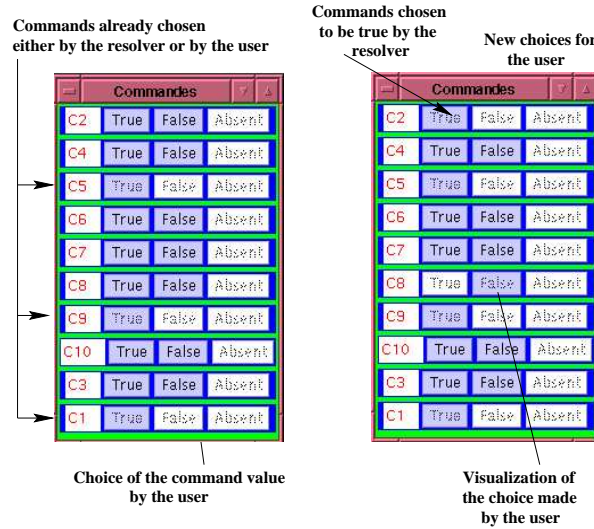 Commands already chosen
either by the resolver or by the user
Commandes
C2 True False Absent
C4 True False Absent
C5 True False Absent
C6 True False Absent
C7 True False Absent
C8 True False Absent
C9 True False Absent
C10 True False Absent
C3 True False Absent
C1 True False Absent
Choice of the command value
by the user
Commands chosen
to be true by the
resolver
New choices for
the user
Commandes
C2 True False Absent
C4 True False Absent
C5 True False Absent
C6 True False Absent
C7 True False Absent
C8 True False Absent
C9 True False Absent
C10 True False Absent
C3 True False Absent
C1 True False Absent
Visualization of
the choice made
by the user